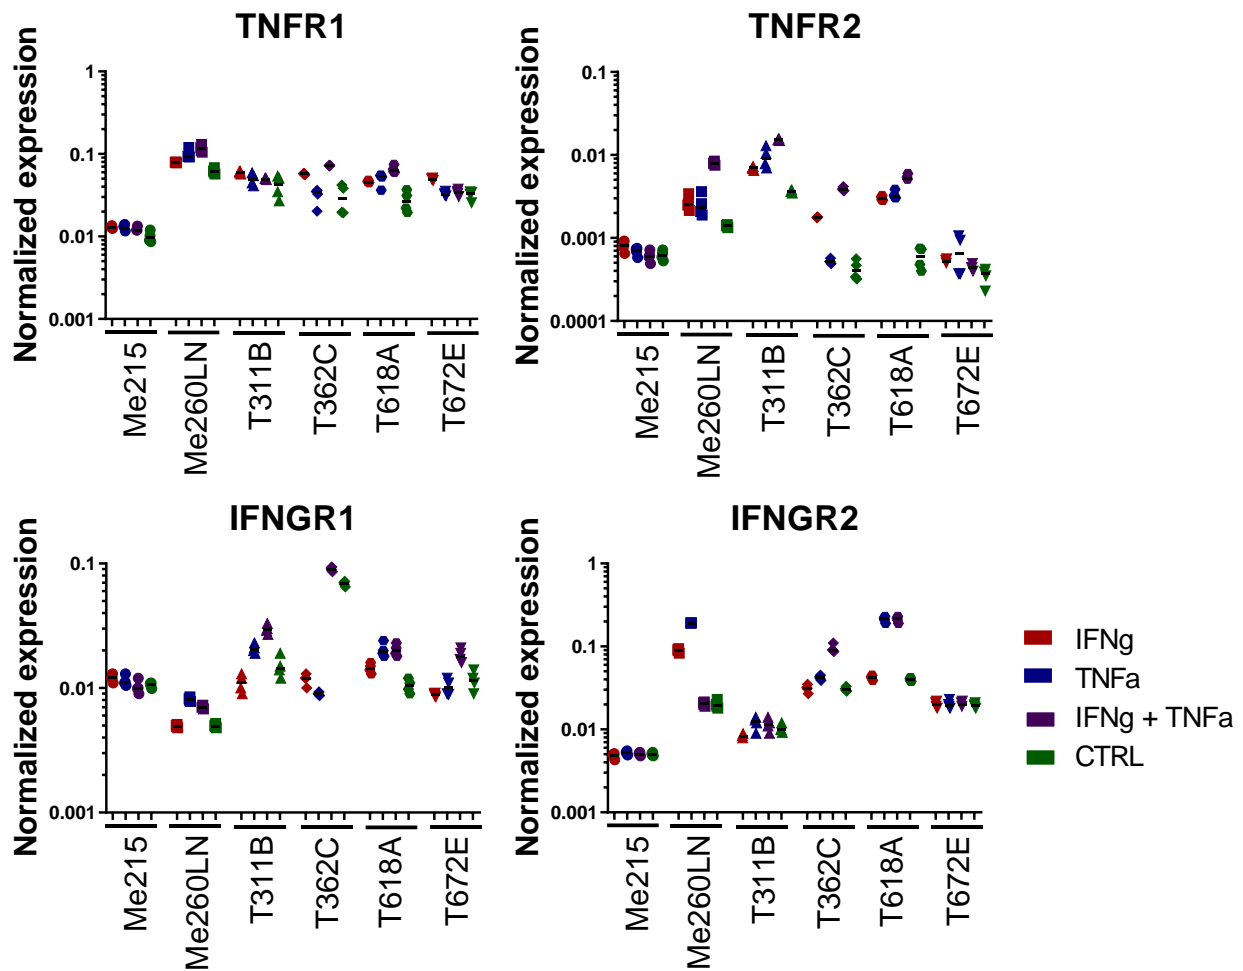 TNFR1
Normalized expression
1
0.1
0.01
0.001
Me215
Me260LN
T311B
T362C
T618A
T672E
TNFR2
Normalized expression
0.1
0.01
0.001
0.0001
Me215
Me260LN
T311B
T362C
T618A
T672E
IFNGR1
Normalized expression
0.1
0.01
0.001
Me215
Me260LN
T311B
T362C
T618A
T672E
IFNGR2
Normalized expression
1
0.1
0.01
0.001
Me215
Me260LN
T311B
T362C
T618A
T672E
IFNg
TNFa
IFNg + TNFa
CTRL